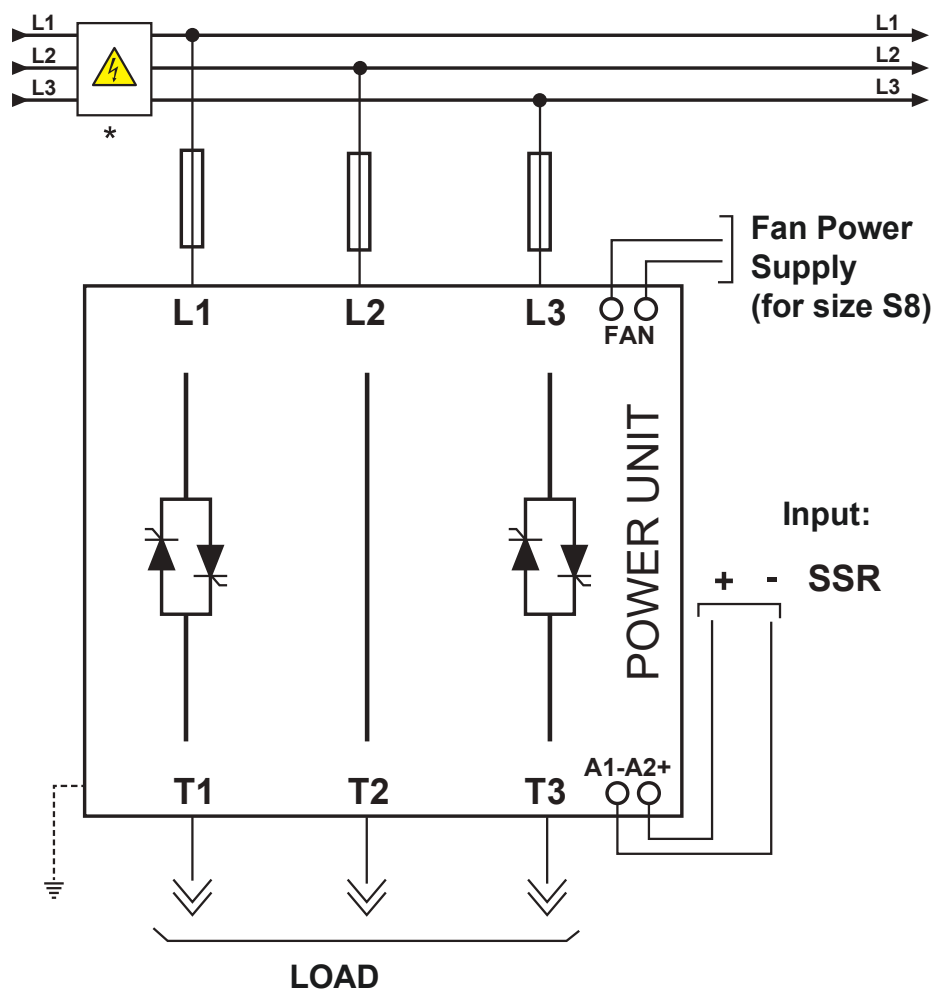 L1
L1
L2
L2
L3
L3
*
Fan Power
Supply
(for size S8)
L1
L2
L3
FAN
POWER UNIT
Input:
+ - SSR
A1-A2+
T1
T2
T3
LOAD